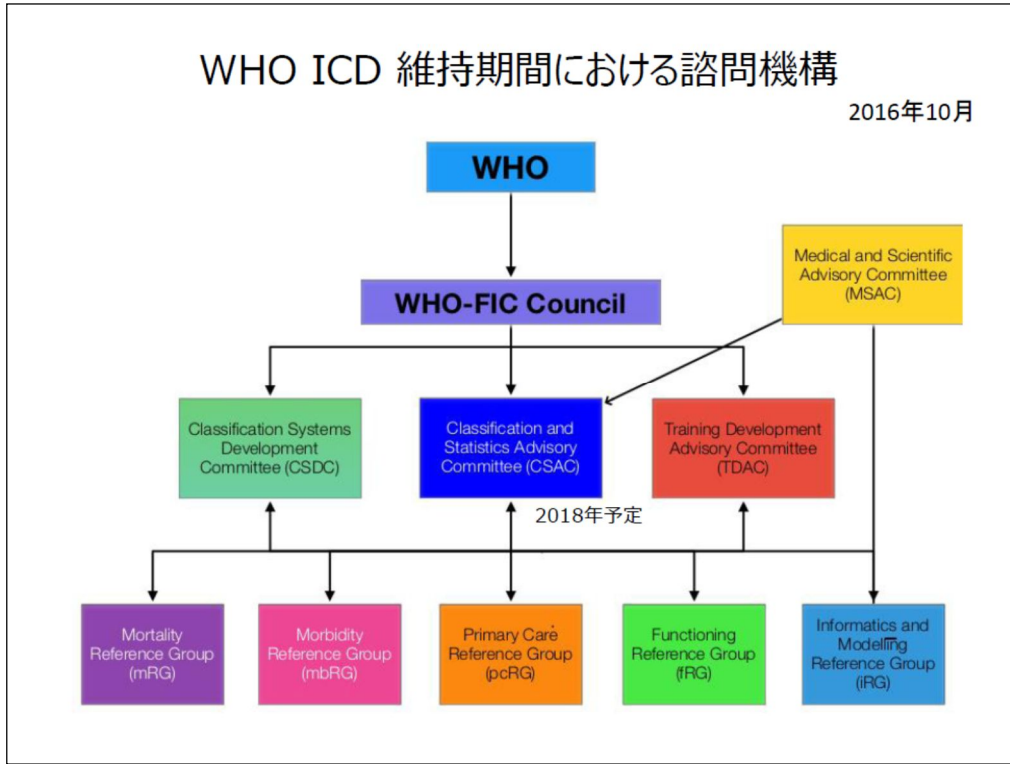 WHO ICD 維持期間における諮問機構
2016年10月
WHO
Medical and Scientific
Advisory Committee
(MSAC)
WHO-FIC Council
Classification Systems
Development
Committee (CSDC)
Classification and
Statistics Advisory
Committee (CSAC)
Training Development
Advisory Committee
(TDAC)
2018年予定
Mortality
Reference Group
(mRG)
Morbidity
Reference Group
(mbRG)
Primary Care
Reference Group
(pcRG)
Functioning
Reference Group
(fRG)
Informatics and
Modelling
Reference Group
(iRG)